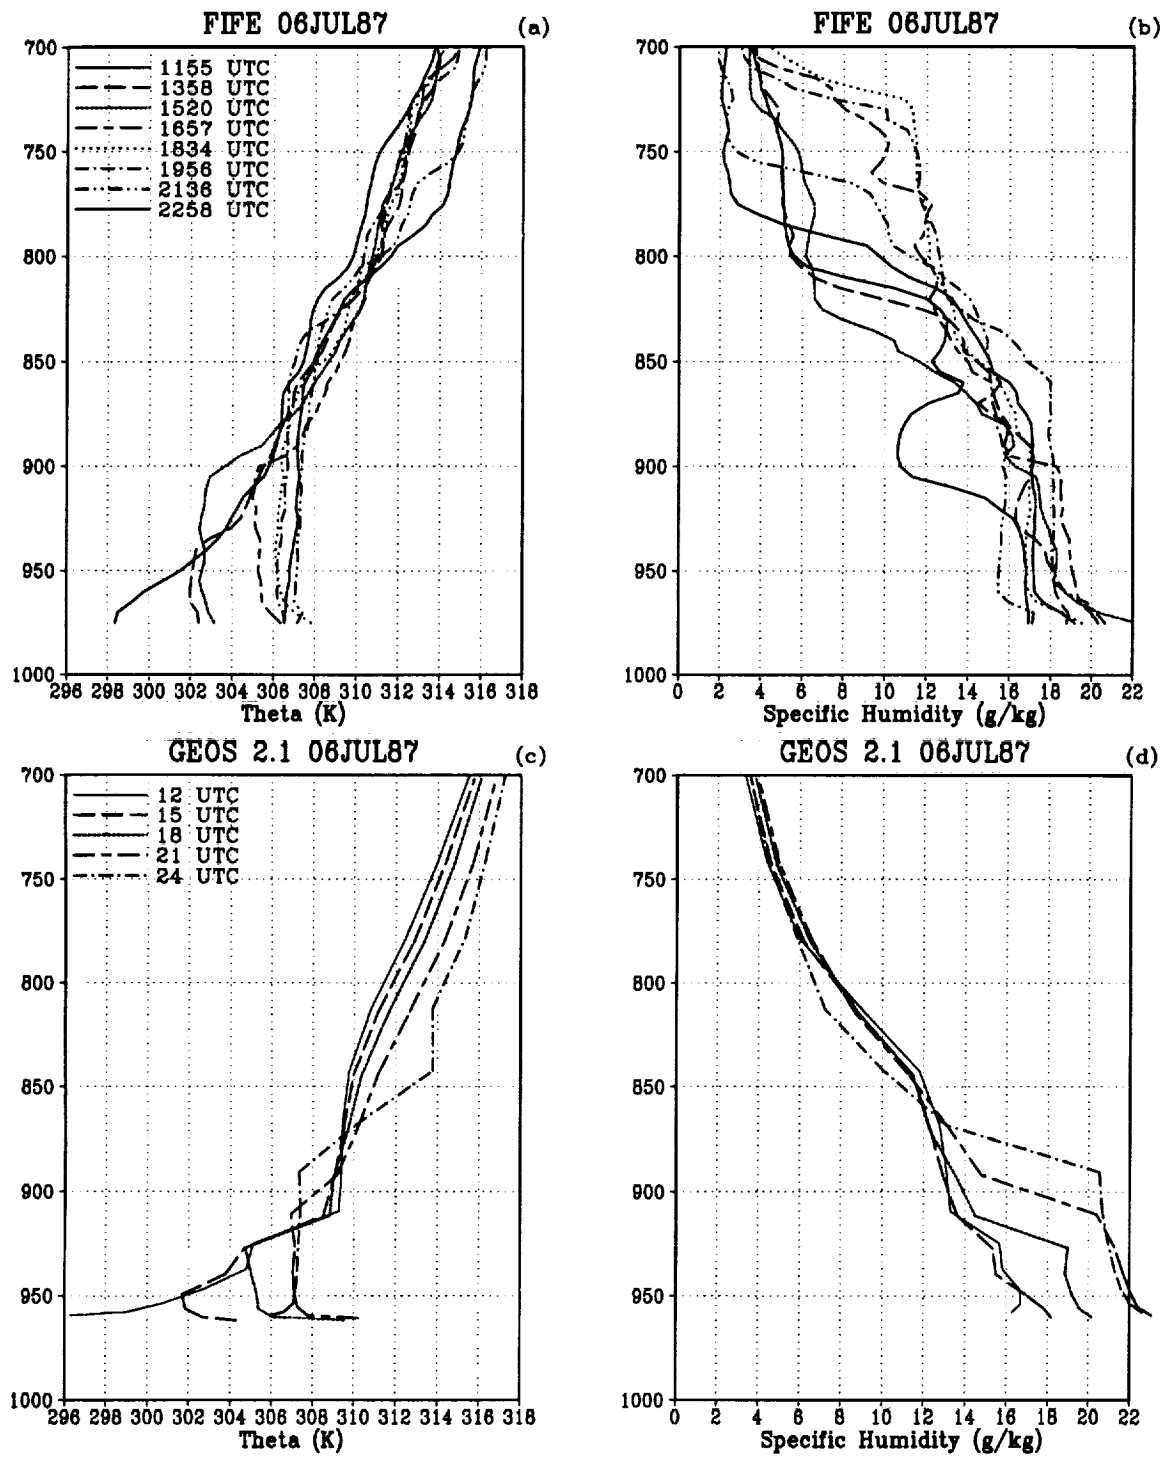 FIFE 06JUL87 (a)
700
750
800
850
900
950
1000
1155 UTC
1358 UTC
1520 UTC
1657 UTC
1834 UTC
1956 UTC
2136 UTC
2258 UTC
296 298 300 302 304 306 308 310 312 314 316 318
Theta (K)
FIFE 06JUL87 (b)
700
750
800
850
900
950
1000
0 2 4 6 8 10 12 14 16 18 20 22
Specific Humidity (g/kg)
GEOS 2.1 06JUL87 (c)
700
750
800
850
900
950
1000
12 UTC
15 UTC
18 UTC
21 UTC
24 UTC
296 298 300 302 304 306 308 310 312 314 316 318
Theta (K)
GEOS 2.1 06JUL87 (d)
700
750
800
850
900
950
1000
0 2 4 6 8 10 12 14 16 18 20 22
Specific Humidity (g/kg)